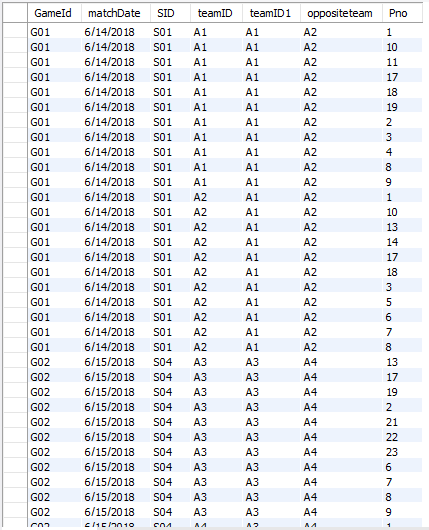 GameId matchDate SID teamID teamID1 oppositeteam Pno
G01 6/14/2018 S01 A1 A1 A2 1
G01 6/14/2018 S01 A1 A1 A2 10
G01 6/14/2018 S01 A1 A1 A2 11
G01 6/14/2018 S01 A1 A1 A2 17
G01 6/14/2018 S01 A1 A1 A2 18
G01 6/14/2018 S01 A1 A1 A2 19
G01 6/14/2018 S01 A1 A1 A2 2
G01 6/14/2018 S01 A1 A1 A2 3
G01 6/14/2018 S01 A1 A1 A2 4
G01 6/14/2018 S01 A1 A1 A2 8
G01 6/14/2018 S01 A1 A1 A2 9
G01 6/14/2018 S01 A2 A1 A2 1
G01 6/14/2018 S01 A2 A1 A2 10
G01 6/14/2018 S01 A2 A1 A2 13
G01 6/14/2018 S01 A2 A1 A2 14
G01 6/14/2018 S01 A2 A1 A2 17
G01 6/14/2018 S01 A2 A1 A2 18
G01 6/14/2018 S01 A2 A1 A2 3
G01 6/14/2018 S01 A2 A1 A2 5
G01 6/14/2018 S01 A2 A1 A2 6
G01 6/14/2018 S01 A2 A1 A2 7
G01 6/14/2018 S01 A2 A1 A2 8
G02 6/15/2018 S04 A3 A3 A4 13
G02 6/15/2018 S04 A3 A3 A4 17
G02 6/15/2018 S04 A3 A3 A4 19
G02 6/15/2018 S04 A3 A3 A4 2
G02 6/15/2018 S04 A3 A3 A4 21
G02 6/15/2018 S04 A3 A3 A4 22
G02 6/15/2018 S04 A3 A3 A4 23
G02 6/15/2018 S04 A3 A3 A4 6
G02 6/15/2018 S04 A3 A3 A4 7
G02 6/15/2018 S04 A3 A3 A4 8
G02 6/15/2018 S04 A3 A3 A4 9
G02 6/15/2018 S04 A4 A3 A4 1